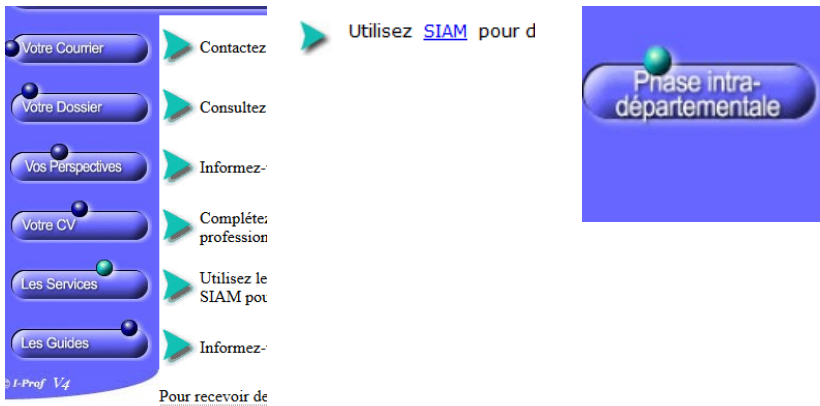 Votre Courrier
Contactez
Votre Dossier
Consultez
Vos Perspectives
Informez-
Votre CV
Complétez
profession
Les Services
Utilisez le
SIAM pou
Les Guides
Informez-
© I-Prof V4
Pour recevoir de
Utilisez SIAM pour d
Phase intra-
départementale